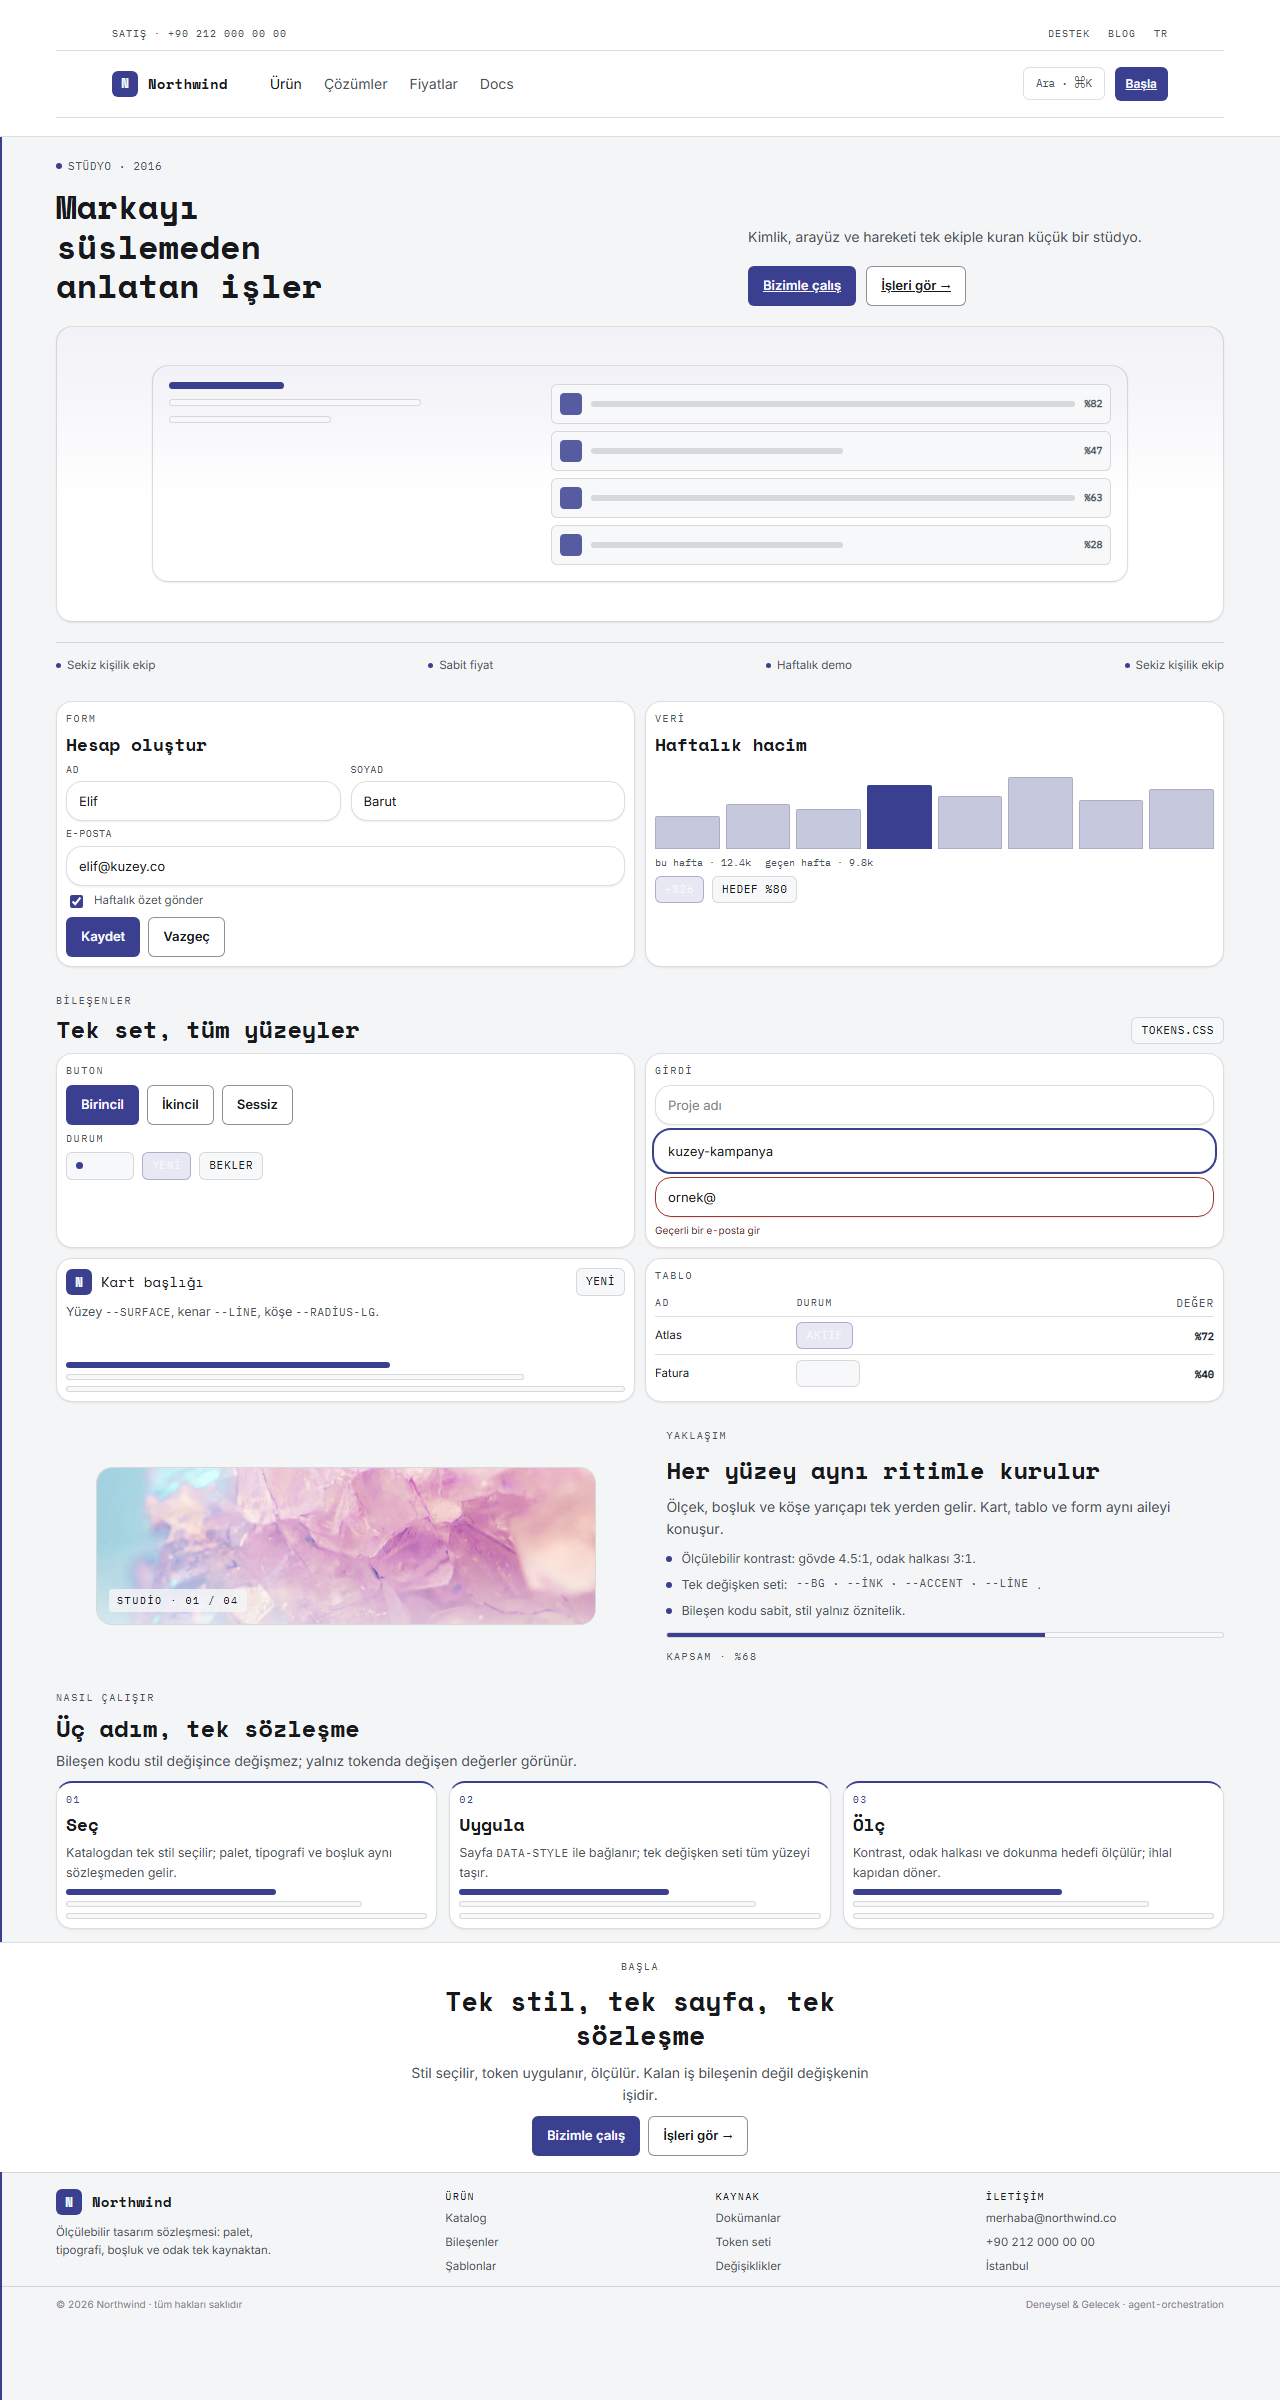 SATIŞ · +90 212 000 00 00
DESTEK BLOG TR
N Northwind Ürün Çözümler Fiyatlar Docs
Ara · ⌘K Başla
STÜDYO · 2016
Markayı
süslemeden
anlatan işler
Kimlik, arayüz ve hareketi tek ekiple kuran küçük bir stüdyo.
Bizimle çalış İşleri gör →
%82
%47
%63
%28
Sekiz kişilik ekip Sabit fiyat Haftalık demo Sekiz kişilik ekip
FORM
Hesap oluştur
AD SOYAD
Elif Barut
E-POSTA
elif@kuzey.co
Haftalık özet gönder
Kaydet Vazgeç
VERİ
Haftalık hacim
bu hafta · 12.4k geçen hafta · 9.8k
+%26 HEDEF %80
BİLEŞENLER
Tek set, tüm yüzeyler
TOKENS.CSS
BUTON
Birincil İkincil Sessiz
DURUM
YENİ BEKLER
GİRDİ
Proje adı
kuzey-kampanya
ornek@
Geçerli bir e-posta gir
N Kart başlığı YENİ
Yüzey --SURFACE, kenar --LİNE, köşe --RADİUS-LG.
TABLO
AD DURUM DEĞER
Atlas AKTİF %72
Fatura %40
STUDİO · 01 / 04
YAKLAŞIM
Her yüzey aynı ritimle kurulur
Ölçek, boşluk ve köşe yarıçapı tek yerden gelir. Kart, tablo ve form aynı aileyi
konuşur.
Ölçülebilir kontrast: gövde 4.5:1, odak halkası 3:1.
Tek değişken seti: --BG · --İNK · --ACCENT · --LİNE .
Bileşen kodu sabit, stil yalnız öznitelik.
KAPSAM · %68
NASIL ÇALIŞIR
Üç adım, tek sözleşme
Bileşen kodu stil değişince değişmez; yalnız tokenda değişen değerler görünür.
01
Seç
Katalogdan tek stil seçilir; palet, tipografi ve boşluk aynı
sözleşmeden gelir.
02
Uygula
Sayfa DATA-STYLE ile bağlanır; tek değişken seti tüm yüzeyi
taşır.
03
Ölç
Kontrast, odak halkası ve dokunma hedefi ölçülür; ihlal
kapıdan döner.
BAŞLA
Tek stil, tek sayfa, tek
sözleşme
Stil seçilir, token uygulanır, ölçülür. Kalan iş bileşenin değil değişkenin
işidir.
Bizimle çalış İşleri gör →
N Northwind
Ölçülebilir tasarım sözleşmesi: palet,
tipografi, boşluk ve odak tek kaynaktan.
ÜRÜN
Katalog
Bileşenler
Şablonlar
KAYNAK
Dokümanlar
Token seti
Değişiklikler
İLETİŞİM
merhaba@northwind.co
+90 212 000 00 00
İstanbul
© 2026 Northwind · tüm hakları saklıdır
Deneysel & Gelecek · agent-orchestration